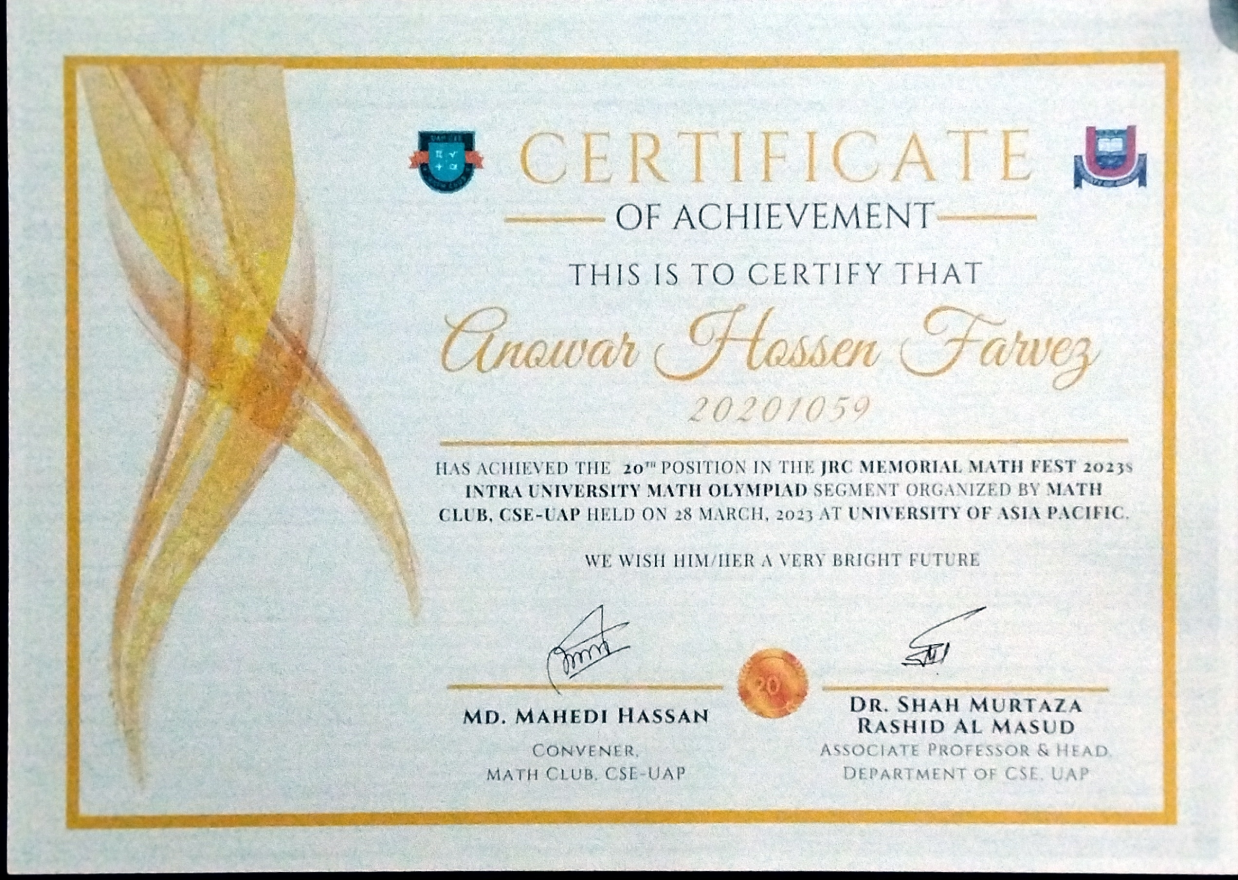 CERTIFICATE
OF ACHIEVEMENT
THIS IS TO CERTIFY THAT
Anowar Hossen Farvez
20201059
HAS ACHIEVED THE 20TH POSITION IN THE JRC MEMORIAL MATH FEST 2023S
INTRA UNIVERSITY MATH OLYMPIAD SEGMENT ORGANIZED BY MATH
CLUB, CSE-UAP HELD ON 28 MARCH, 2023 AT UNIVERSITY OF ASIA PACIFIC.
WE WISH HIM/HER A VERY BRIGHT FUTURE
20
MD. MAHEDI HASSAN
CONVENER,
MATH CLUB, CSE-UAP
DR. SHAH MURTAZA
RASHID AL MASUD
ASSOCIATE PROFESSOR & HEAD,
DEPARTMENT OF CSE, UAP